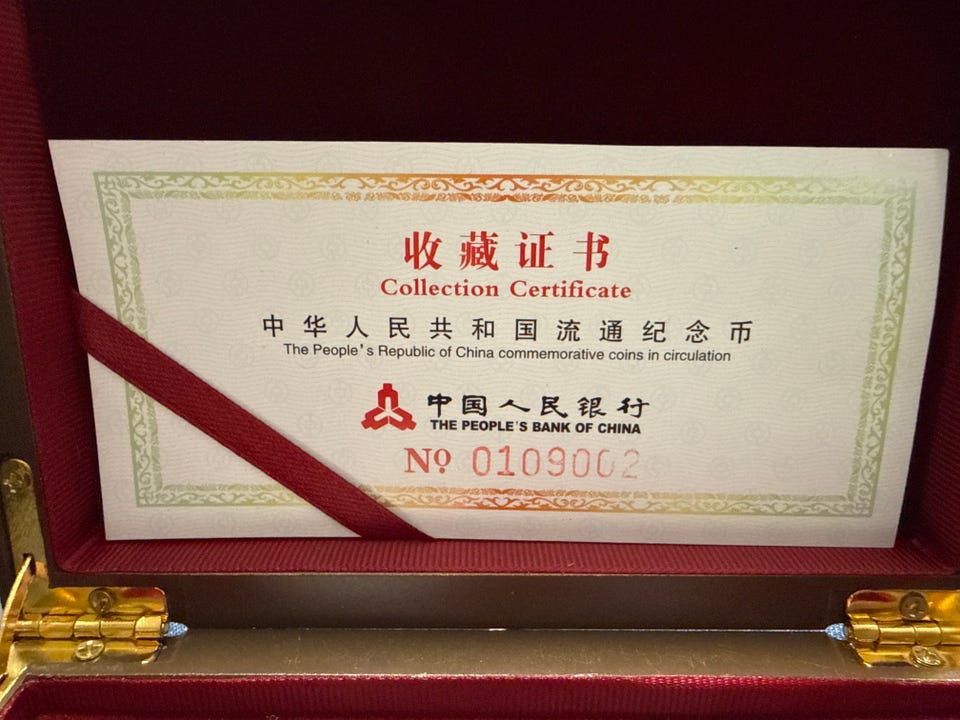 收藏证书
Collection Certificate
中华人民共和国流通纪念币
The People's Republic of China commemorative coins in circulation
中国人民银行
THE PEOPLE'S BANK OF CHINA
Nº 0109002